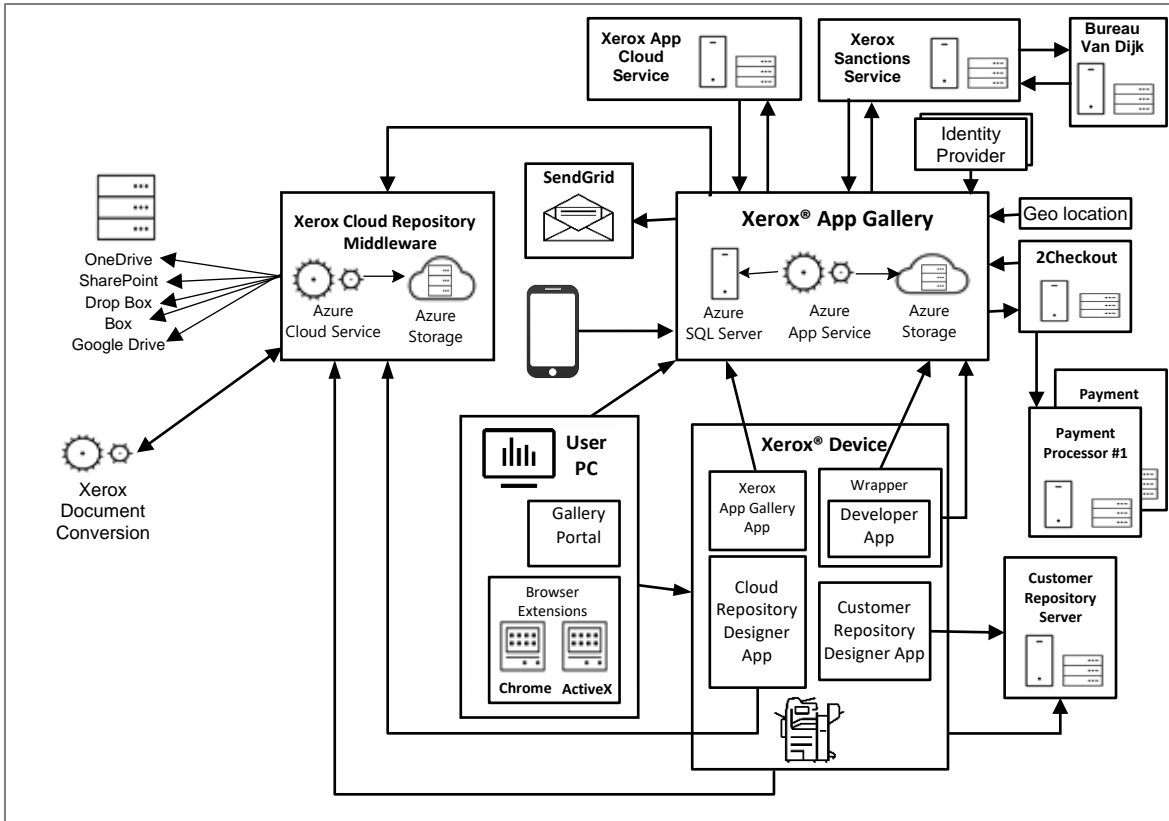 Xerox App
Cloud
Service
Xerox
Sanctions
Service
Bureau
Van Dijk
Identity
Provider
SendGrid
Xerox Cloud Repository
Middleware
Azure
Cloud Service
Azure
Storage
OneDrive
SharePoint
Drop Box
Box
Google Drive
Xerox® App Gallery
Azure
SQL Server
Azure
App Service
Azure
Storage
Geo location
2Checkout
Payment
Payment
Processor #1
Xerox
Document
Conversion
User
PC
Gallery
Portal
Browser
Extensions
Chrome
ActiveX
Xerox® Device
Xerox
App Gallery
App
Wrapper
Developer
App
Cloud
Repository
Designer
App
Customer
Repository
Designer App
Customer
Repository
Server